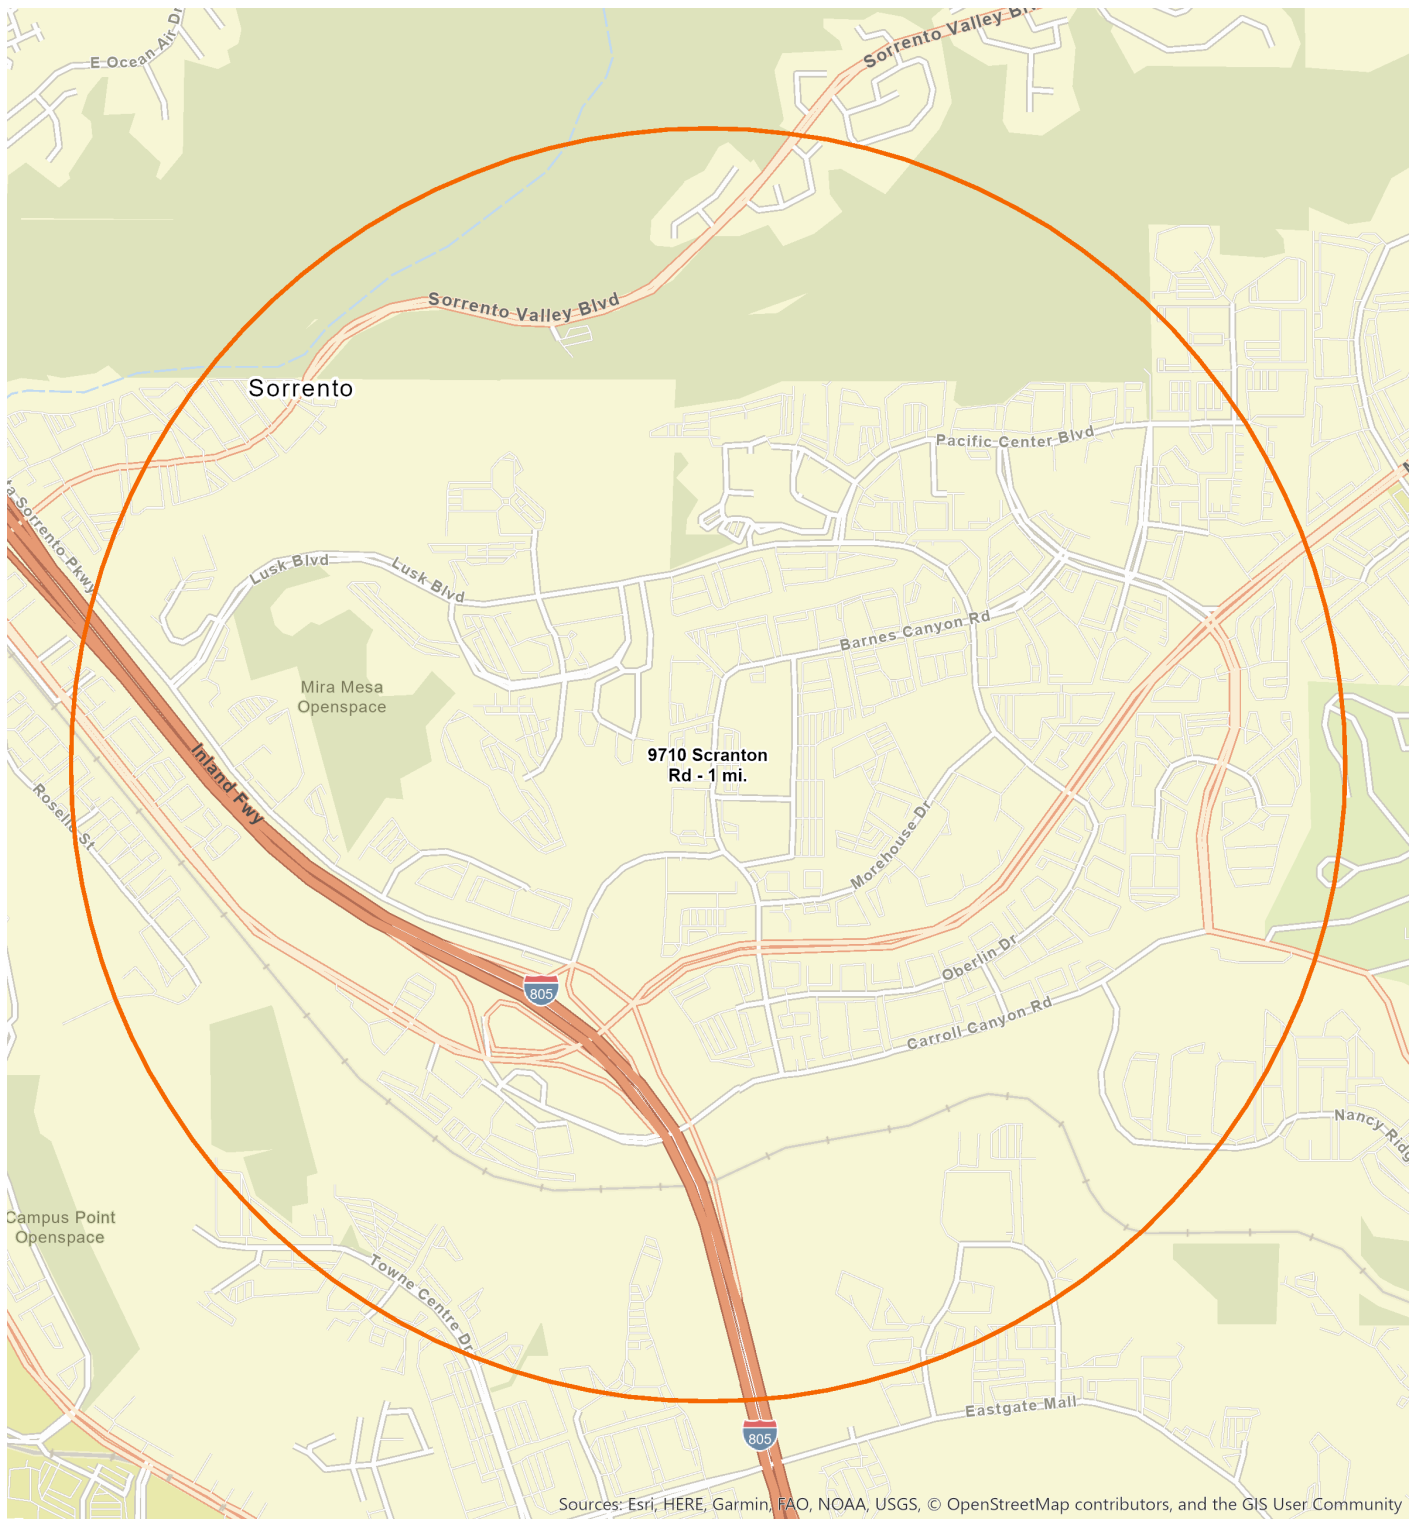 E Ocean Air Dr
Sorrento Valley
Sorrento Valley Blvd
Sorrento
Pacific Center Blvd
Sorrento Pkwy
Lusk Blvd
Lusk Blvd
Barnes Canyon Rd
Mira Mesa
Openspace
9710 Scranton
Rd - 1 mi.
Inland Fwy
Roselle St
Morehouse Dr
Oberlin Dr
805
Carroll Canyon Rd
Nancy
Campus Point
Openspace
Towne Centre Dr
Eastgate Mall
805
Sources: Esri, HERE, Garmin, FAO, NOAA, USGS, © OpenStreetMap contributors, and the GIS User Community